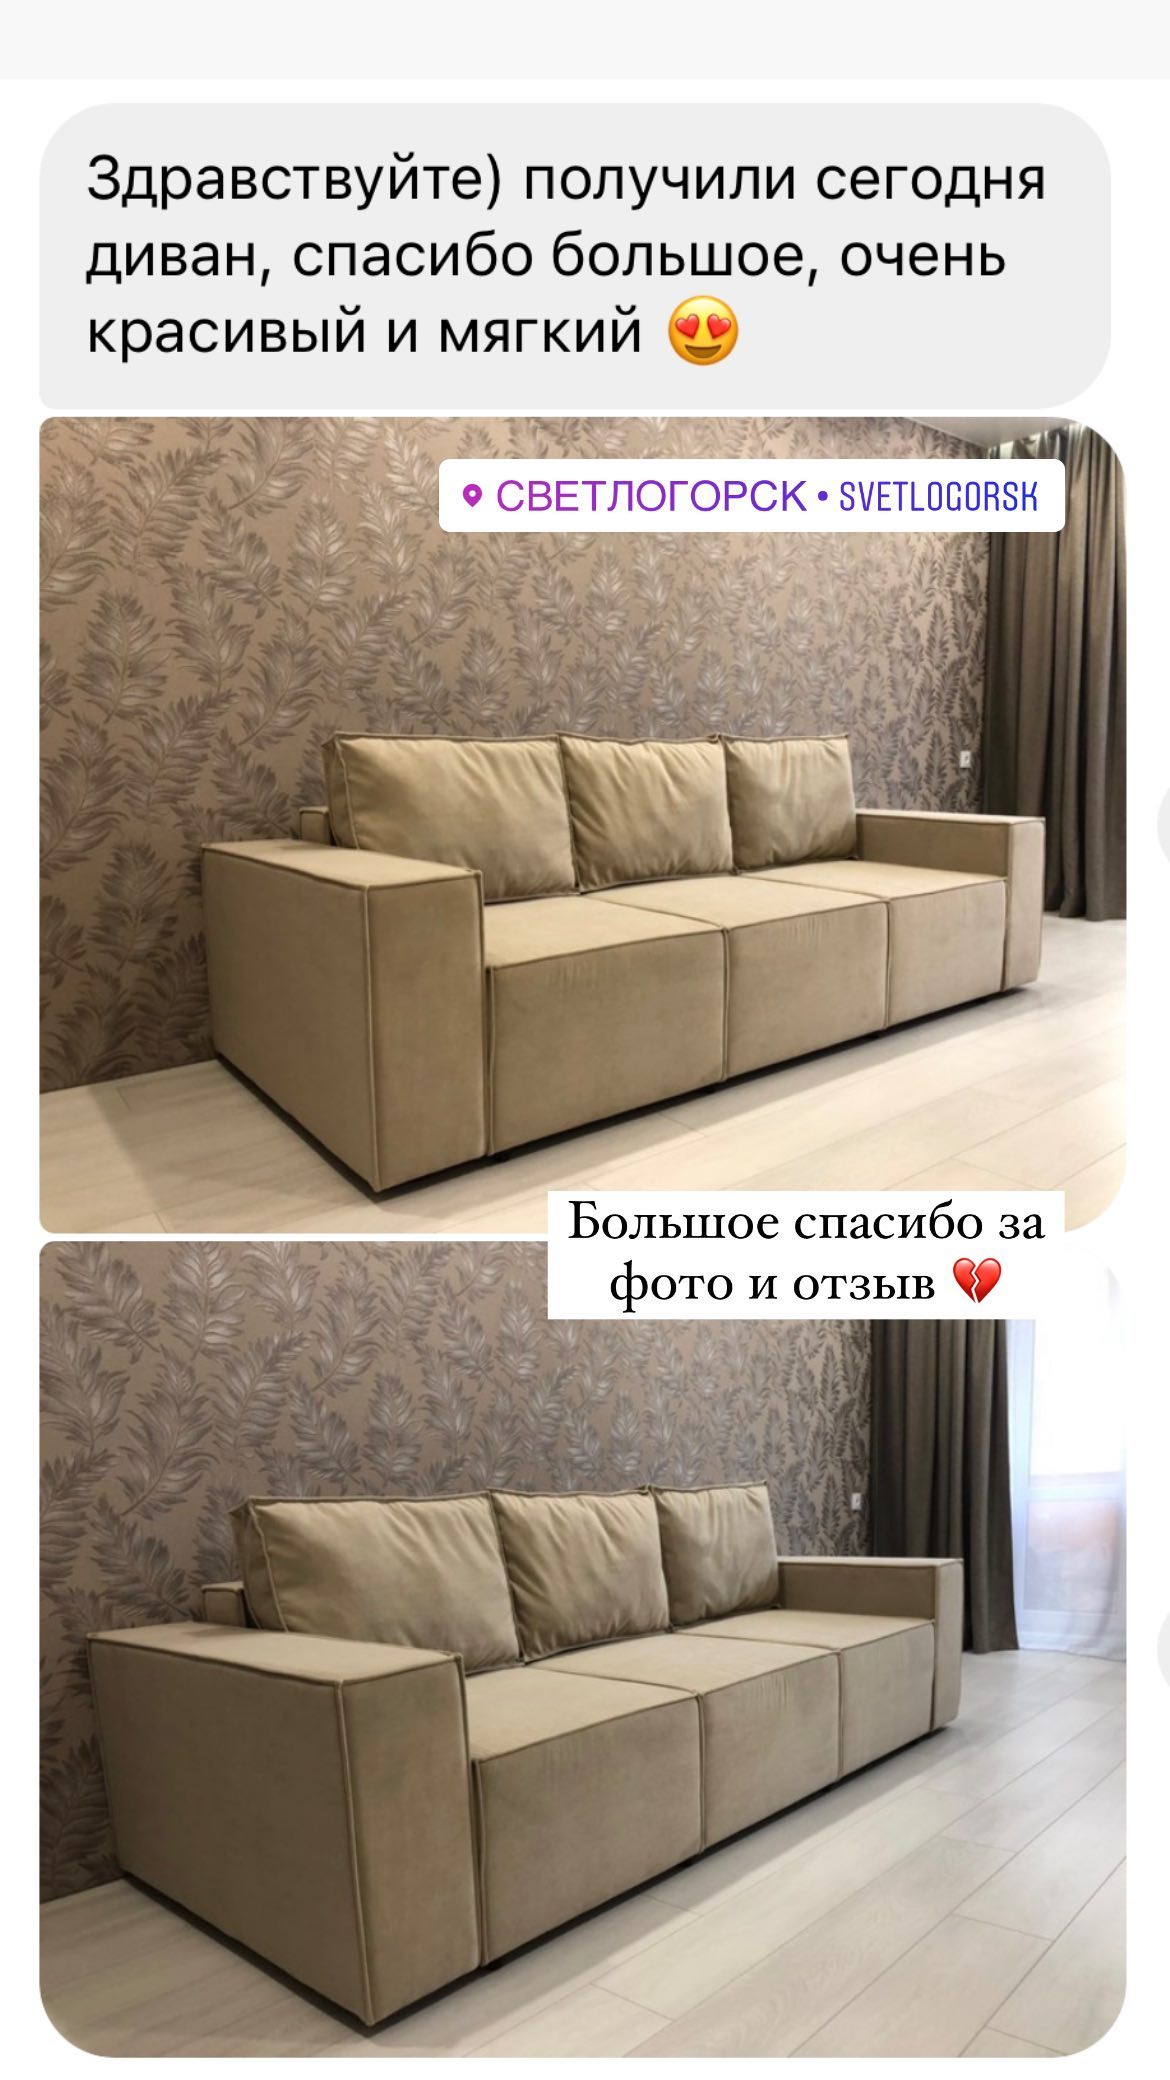 Здравствуйте) получили сегодня
диван, спасибо большое, очень
красивый и мягкий 😍
СВЕТЛОГОРСК • SVETLOGORSK
Большое спасибо за
фото и отзыв 💔